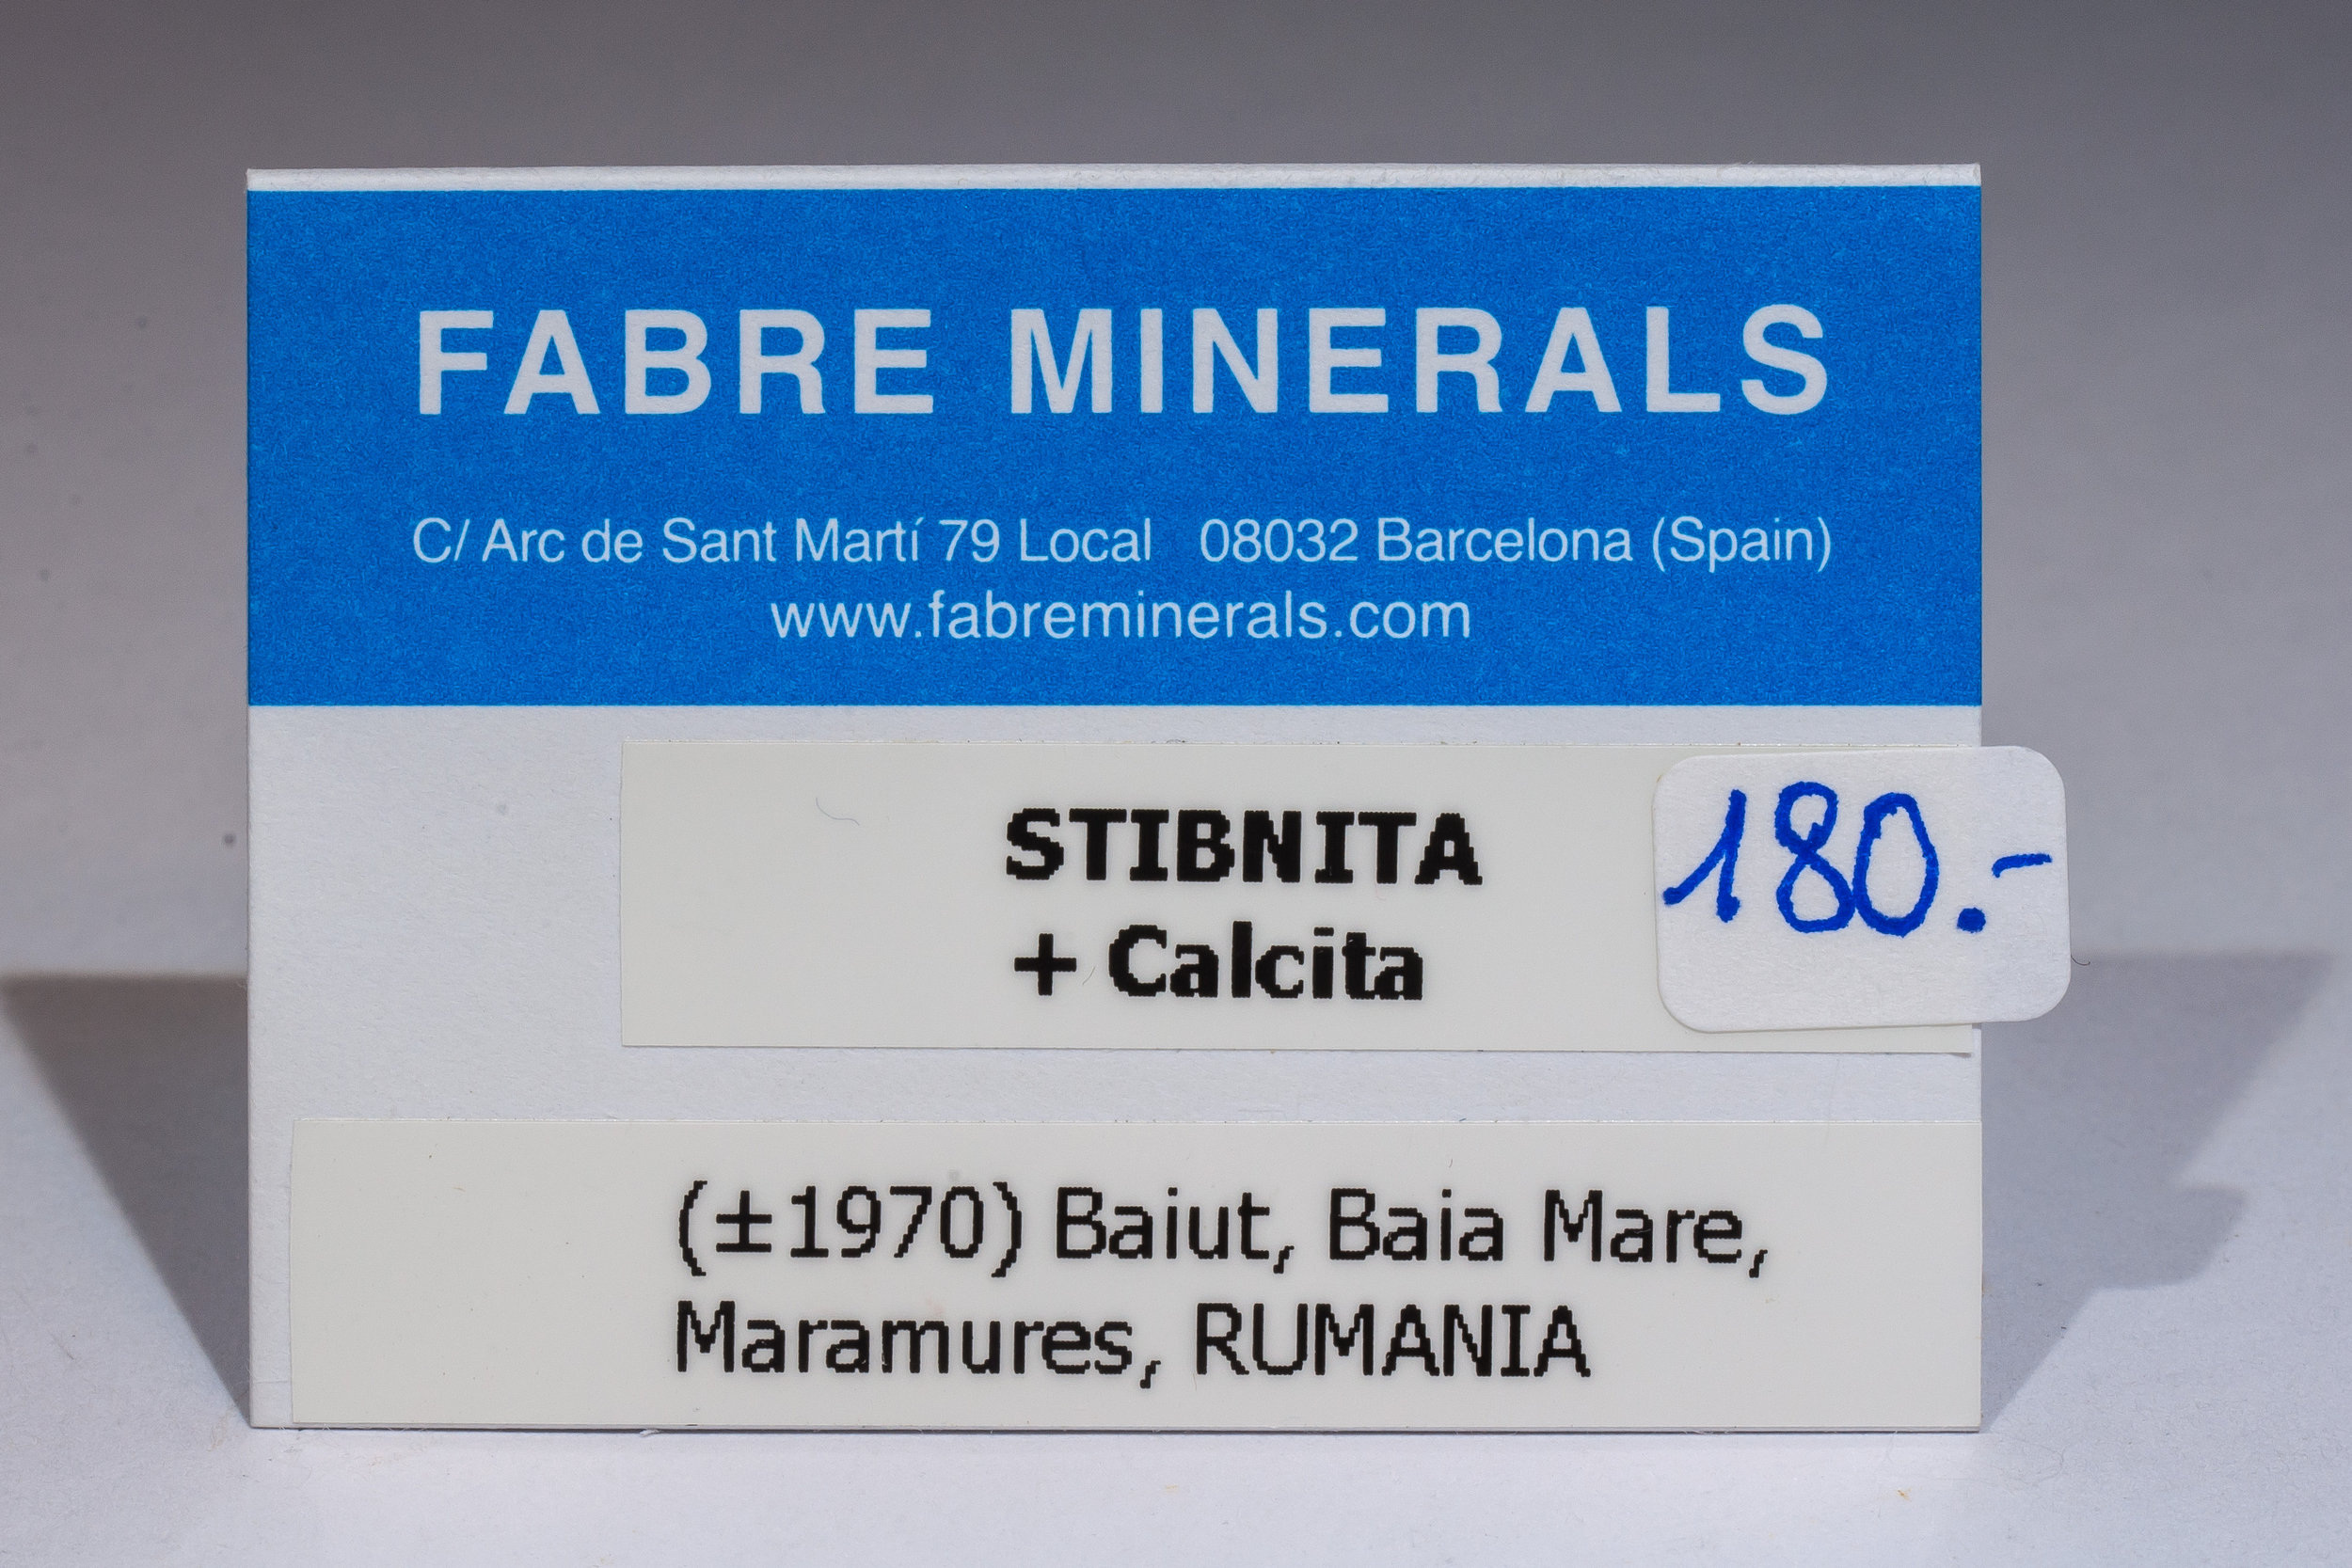 FABRE MINERALS
C/ Arc de Sant Martí 79 Local 08032 Barcelona (Spain)
www.fabreminerals.com
STIBNITA
+ Calcita
180.-
(±1970) Baiut, Baia Mare,
Maramures, RUMANIA